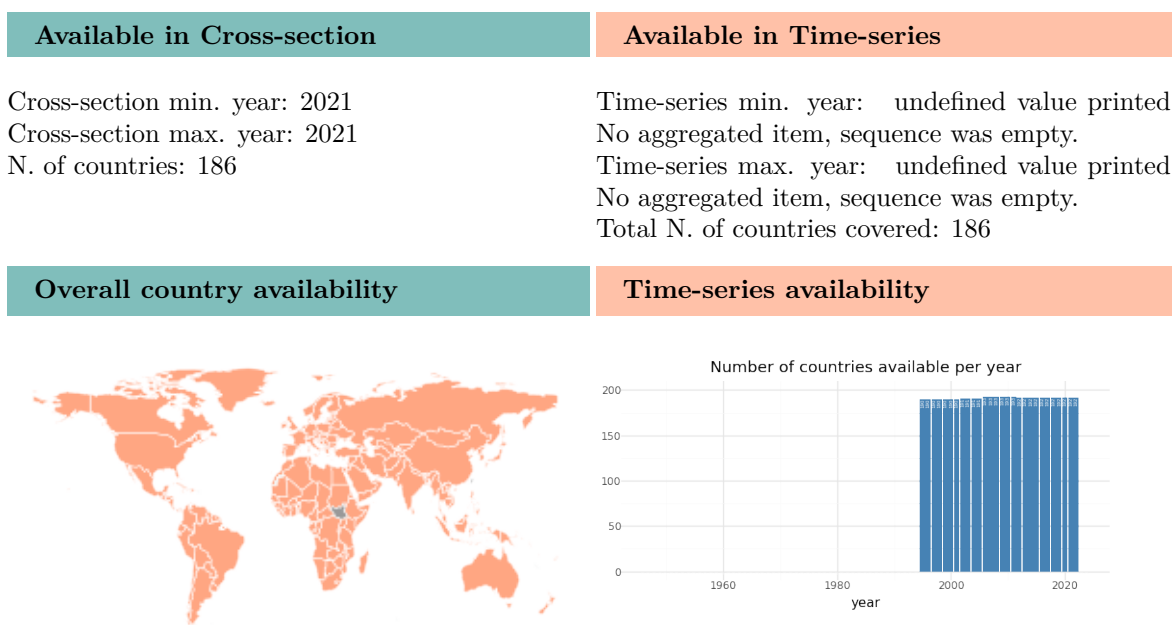 Available in Cross-section
Cross-section min. year: 2021
Cross-section max. year: 2021
N. of countries: 186
Available in Time-series
Time-series min. year: undefined value printed
No aggregated item, sequence was empty.
Time-series max. year: undefined value printed
No aggregated item, sequence was empty.
Total N. of countries covered: 186
Overall country availability
Time-series availability
Number of countries available per year
200
150
100
50
0
1960 1980 2000 2020
year